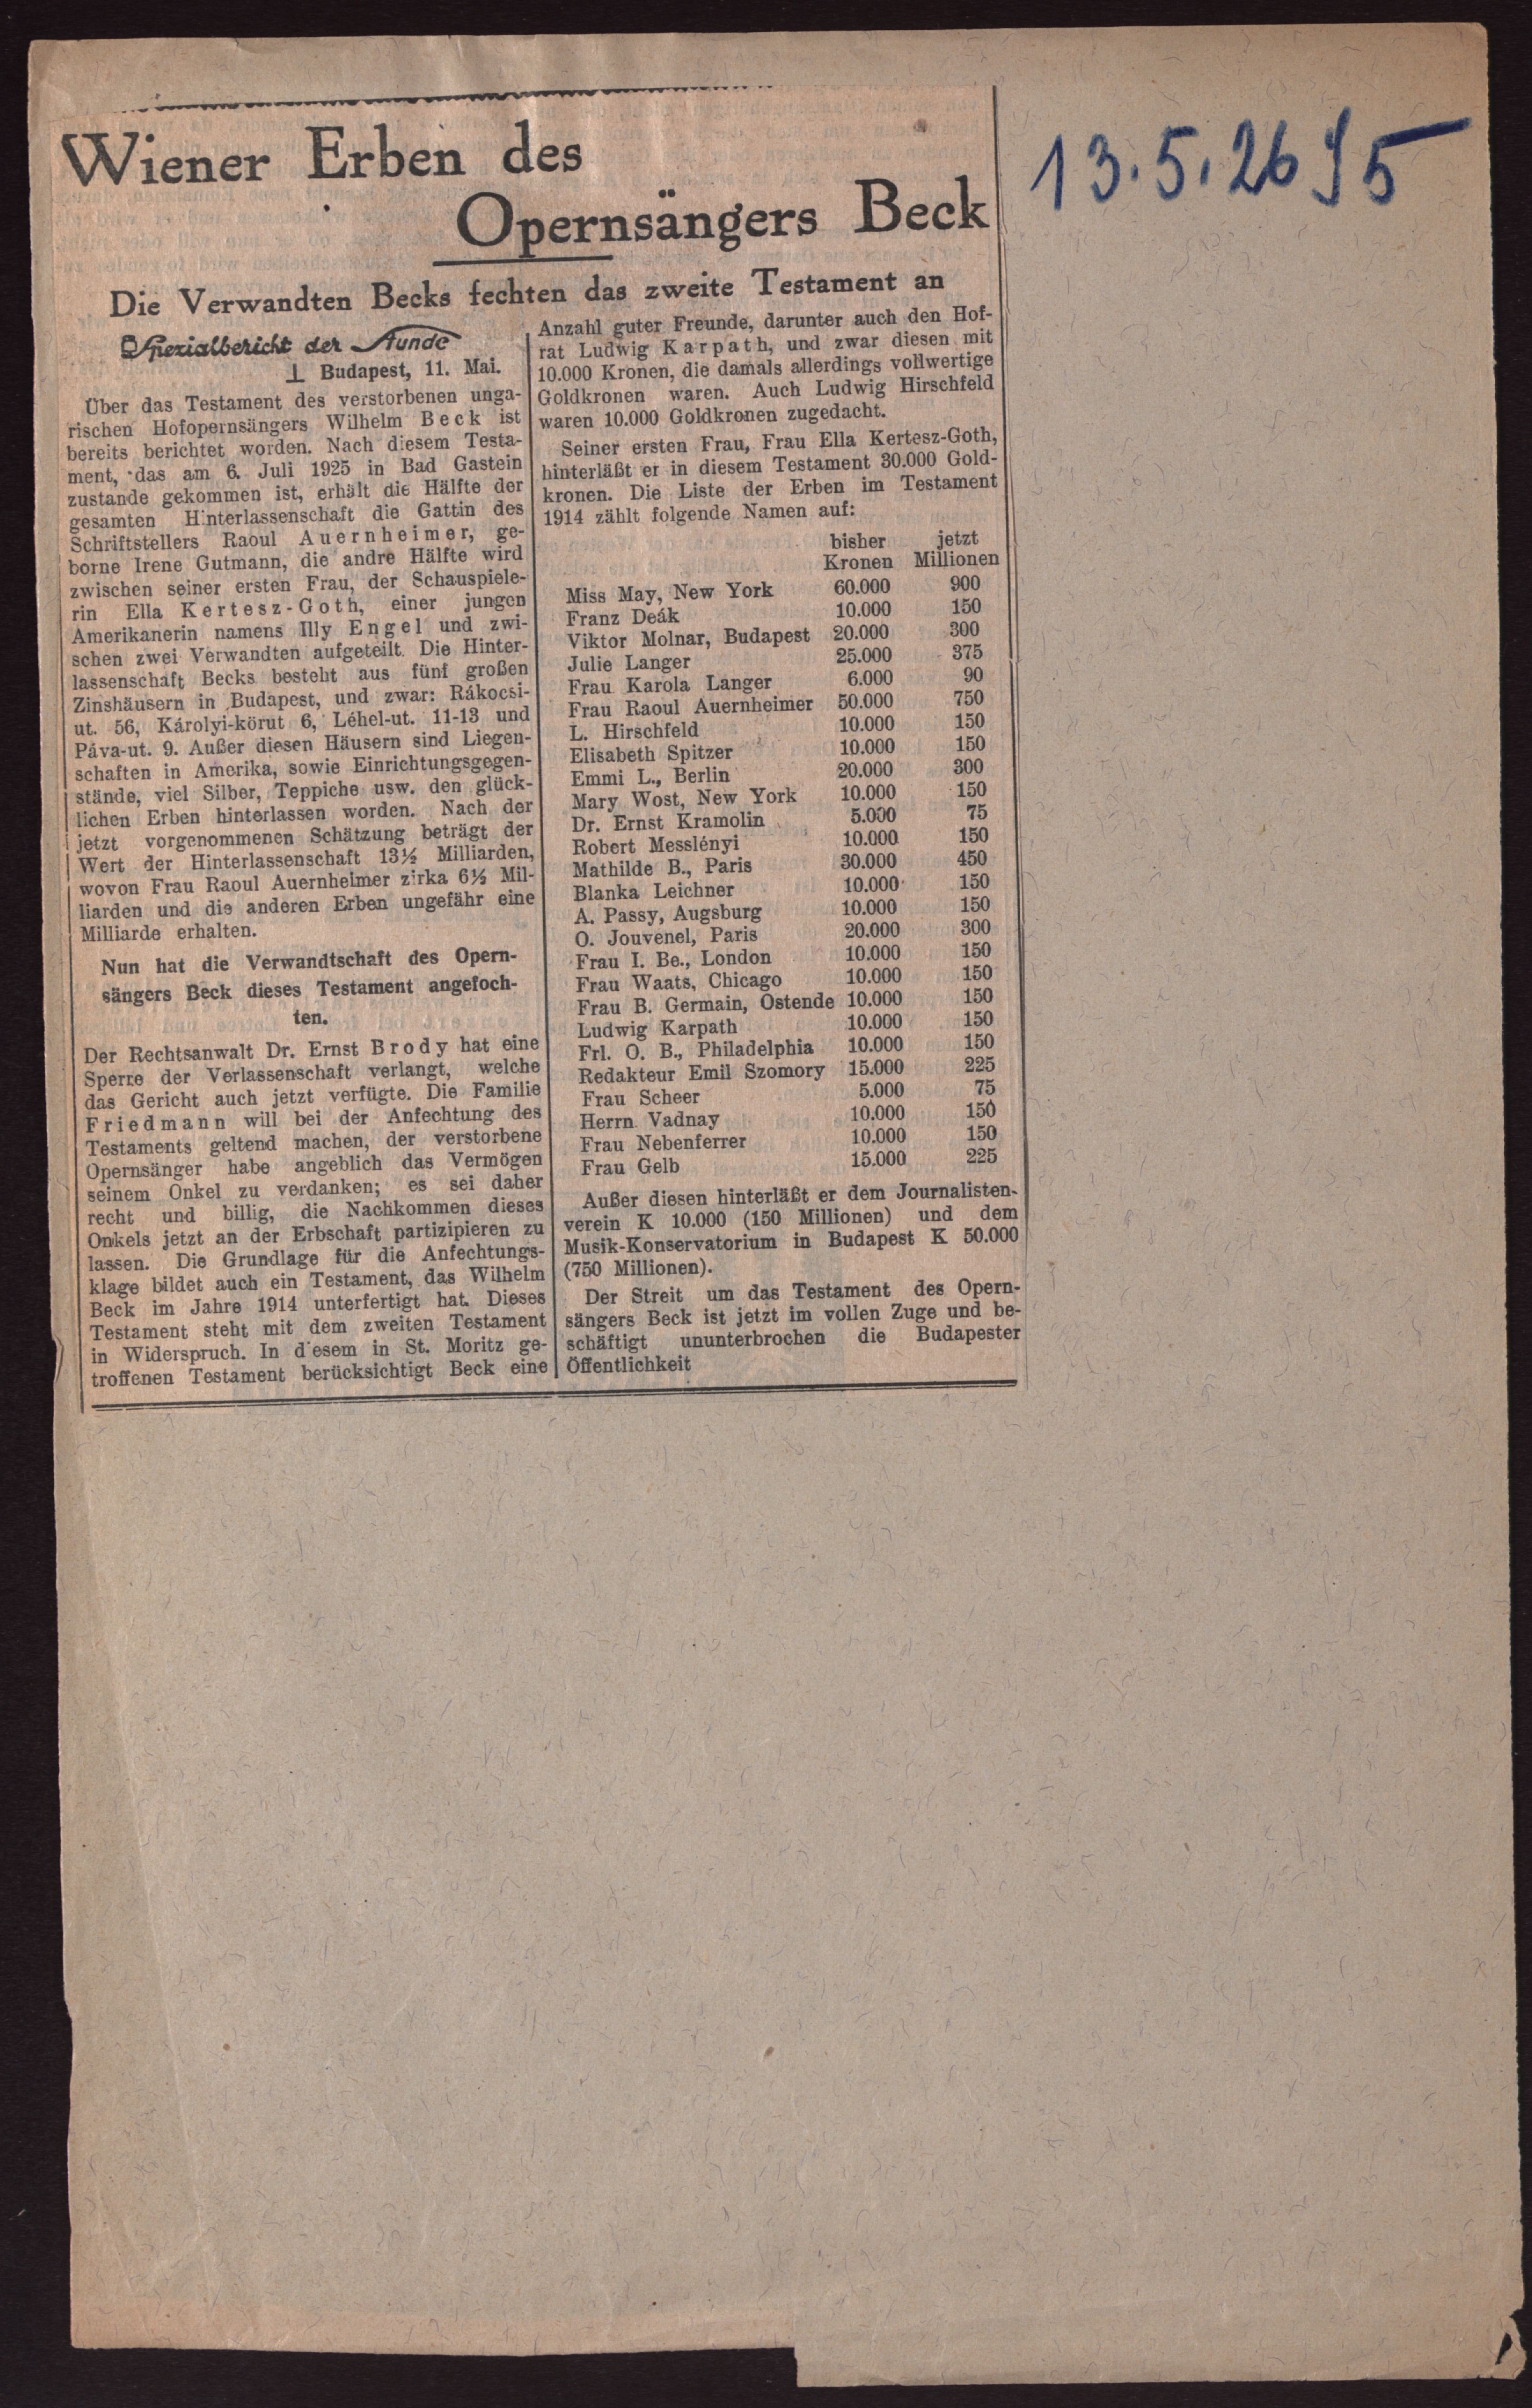 Wiener Erben des
Opernsängers Beck
13.5.26 S 5
Die Verwandten Becks fechten das zweite Testament an
Spezialbericht der Stunde
⊥ Budapest, 11. Mai.
Über das Testament des verstorbenen unga-
rischen Hofopernsängers Wilhelm Beck ist
bereits berichtet worden. Nach diesem Testa-
ment, das am 6. Juli 1925 in Bad Gastein
zustande gekommen ist, erhält die Hälfte der
gesamten Hinterlassenschaft die Gattin des
Schriftstellers Raoul Auernheimer, ge-
borne Irene Gutmann, die andre Hälfte wird
zwischen seiner ersten Frau, der Schauspiele-
rin Ella Kertesz-Goth, einer jungen
Amerikanerin namens Illy Engel und zwi-
schen zwei Verwandten aufgeteilt. Die Hinter-
lassenschaft Becks besteht aus fünf großen
Zinshäusern in Budapest, und zwar: Rákocsi-
ut. 56, Károlyi-körut 6, Léhel-ut. 11-13 und
Páva-ut. 9. Außer diesen Häusern sind Liegen-
schaften in Amerika, sowie Einrichtungsgegen-
stände, viel Silber, Teppiche usw. den glück-
lichen Erben hinterlassen worden. Nach der
jetzt vorgenommenen Schätzung beträgt der
Wert der Hinterlassenschaft 13½ Milliarden,
wovon Frau Raoul Auernheimer zirka 6½ Mil-
liarden und die anderen Erben ungefähr eine
Milliarde erhalten.
Nun hat die Verwandtschaft des Opern-
sängers Beck dieses Testament angefoch-
ten.
Der Rechtsanwalt Dr. Ernst Brody hat eine
Sperre der Verlassenschaft verlangt, welche
das Gericht auch jetzt verfügte. Die Familie
Friedmann will bei der Anfechtung des
Testaments geltend machen, der verstorbene
Opernsänger habe angeblich das Vermögen
seinem Onkel zu verdanken; es sei daher
recht und billig, die Nachkommen dieses
Onkels jetzt an der Erbschaft partizipieren zu
lassen. Die Grundlage für die Anfechtungs-
klage bildet auch ein Testament, das Wilhelm
Beck im Jahre 1914 unterfertigt hat. Dieses
Testament steht mit dem zweiten Testament
in Widerspruch. In d'esem in St. Moritz ge-
troffenen Testament berücksichtigt Beck eine
Anzahl guter Freunde, darunter auch den Hof-
rat Ludwig Karpath, und zwar diesen mit
10.000 Kronen, die damals allerdings vollwertige
Goldkronen waren. Auch Ludwig Hirschfeld
waren 10.000 Goldkronen zugedacht.
Seiner ersten Frau, Frau Ella Kertesz-Goth,
hinterläßt er in diesem Testament 30.000 Gold-
kronen. Die Liste der Erben im Testament
1914 zählt folgende Namen auf:
bisher jetzt
Kronen Millionen
Miss May, New York 60.000 900
Franz Deák 10.000 150
Viktor Molnar, Budapest 20.000 300
Julie Langer 25.000 375
Frau Karola Langer 6.000 90
Frau Raoul Auernheimer 50.000 750
L. Hirschfeld 10.000 150
Elisabeth Spitzer 10.000 150
Emmi L., Berlin 20.000 300
Mary Wost, New York 10.000 150
Dr. Ernst Kramolin 5.000 75
Robert Messlényi 10.000 150
Mathilde B., Paris 30.000 450
Blanka Leichner 10.000 150
A. Passy, Augsburg 10.000 150
O. Jouvenel, Paris 20.000 300
Frau I. Be., London 10.000 150
Frau Waats, Chicago 10.000 150
Frau B. Germain, Ostende 10.000 150
Ludwig Karpath 10.000 150
Frl. O. B., Philadelphia 10.000 150
Redakteur Emil Szomory 15.000 225
Frau Scheer 5.000 75
Herrn Vadnay 10.000 150
Frau Nebenferrer 10.000 150
Frau Gelb 15.000 225
Außer diesen hinterläßt er dem Journalisten-
verein K 10.000 (150 Millionen) und dem
Musik-Konservatorium in Budapest K 50.000
(750 Millionen).
Der Streit um das Testament des Opern-
sängers Beck ist jetzt im vollen Zuge und be-
schäftigt ununterbrochen die Budapester
Öffentlichkeit